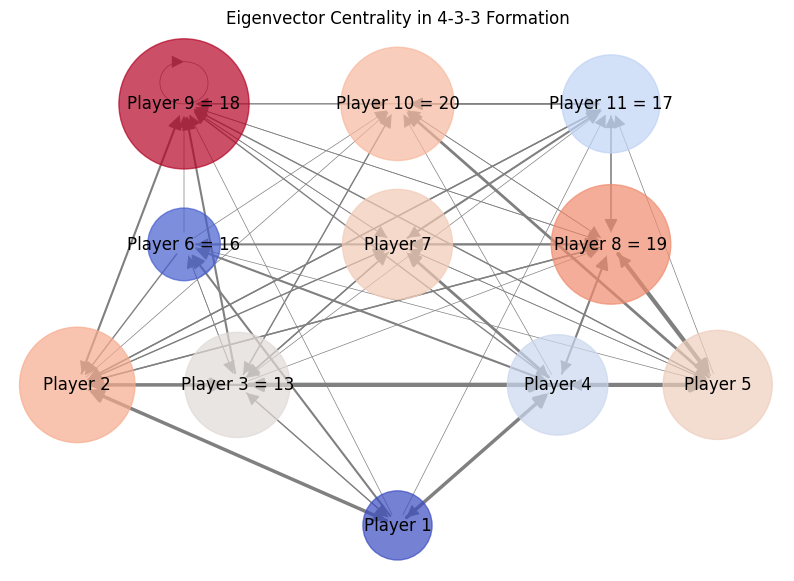 Eigenvector Centrality in 4-3-3 Formation
Player 9 = 18
Player 10 = 20
Player 11 = 17
Player 6 = 16
Player 7
Player 8 = 19
Player 2
Player 3 = 13
Player 4
Player 5
Player 1